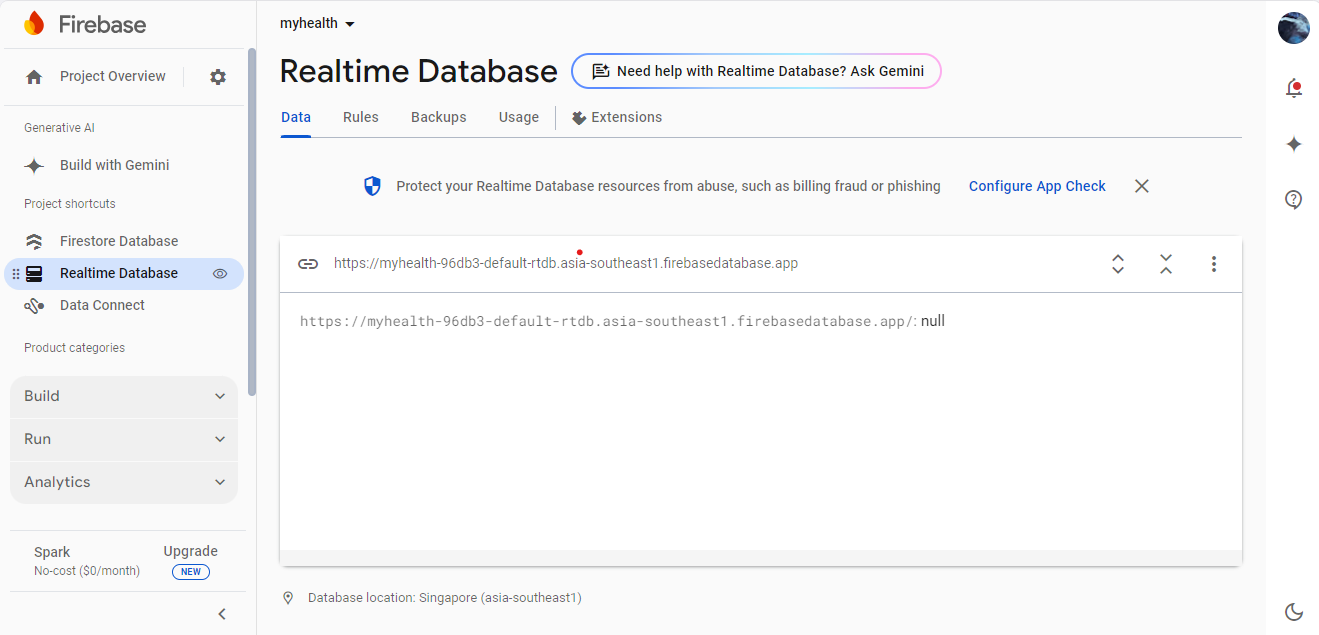 Firebase
Project Overview
Generative AI
Build with Gemini
Project shortcuts
Firestore Database
Realtime Database
Data Connect
Product categories
Build
Run
Analytics
Spark
No-cost ($0/month)
Upgrade
NEW
myhealth
Realtime Database
Need help with Realtime Database? Ask Gemini
Data Rules Backups Usage Extensions
Protect your Realtime Database resources from abuse, such as billing fraud or phishing Configure App Check
https://myhealth-96db3-default-rtdb.asia-southeast1.firebasedatabase.app
https://myhealth-96db3-default-rtdb.asia-southeast1.firebasedatabase.app/: null
Database location: Singapore (asia-southeast1)